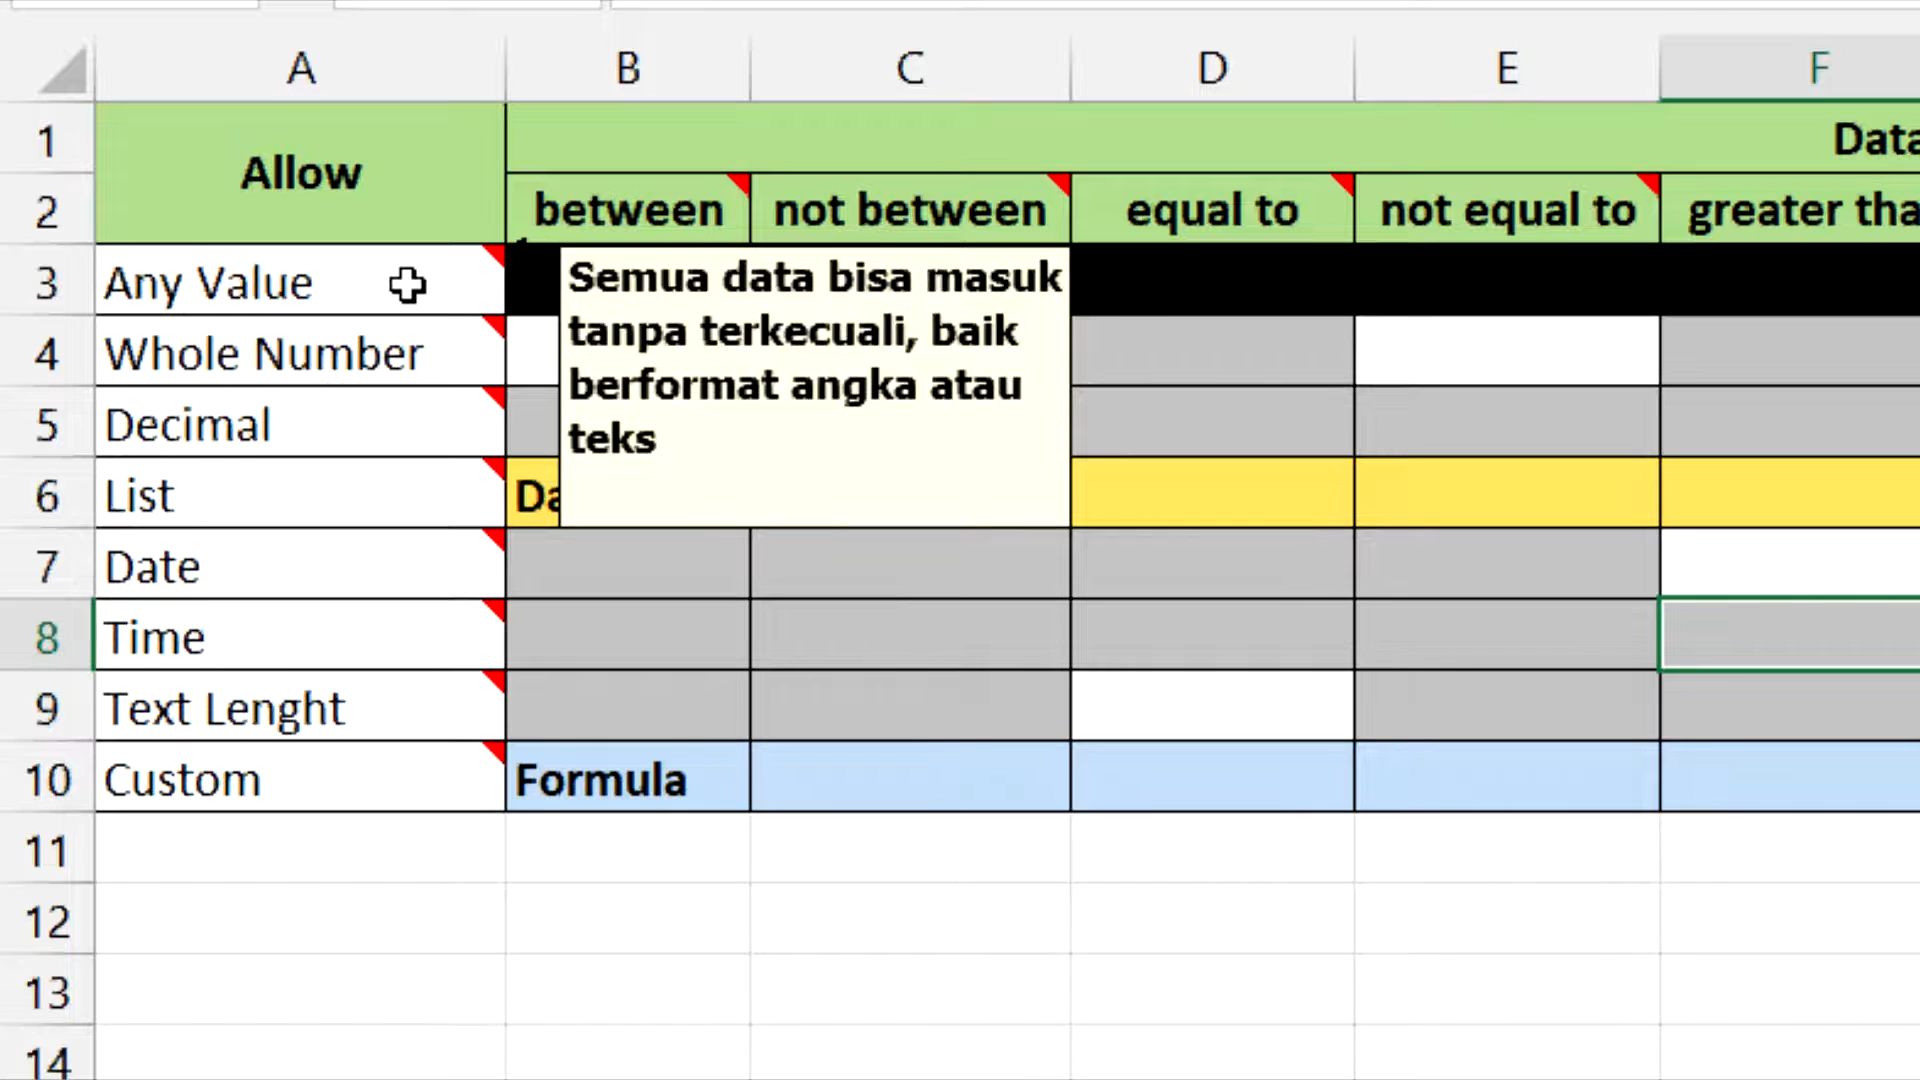 A B C D E F
1 Data
Allow
2 between not between equal to not equal to greater tha
3 Any Value
Semua data bisa masuk
tanpa terkecuali, baik
berformat angka atau
teks
4 Whole Number
5 Decimal
6 List Da
7 Date
8 Time
9 Text Lenght
10 Custom Formula
11
12
13
14